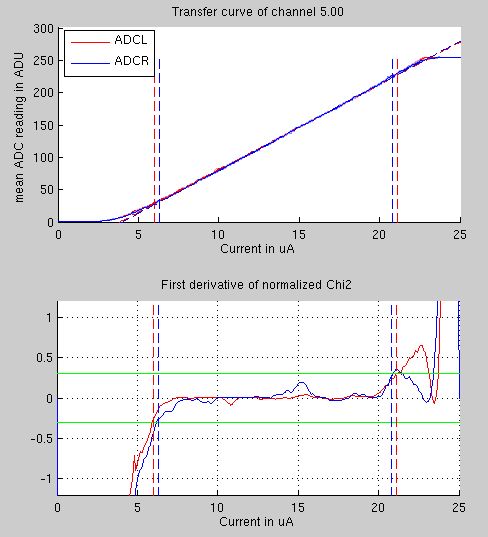 Transfer curve of channel 5.00
mean ADC reading in ADU
300
250
200
150
100
50
0
ADCL
ADCR
0 5 10 15 20 25
Current in uA
First derivative of normalized Chi2
1
0.5
0
-0.5
-1
0 5 10 15 20 25
Current in uA